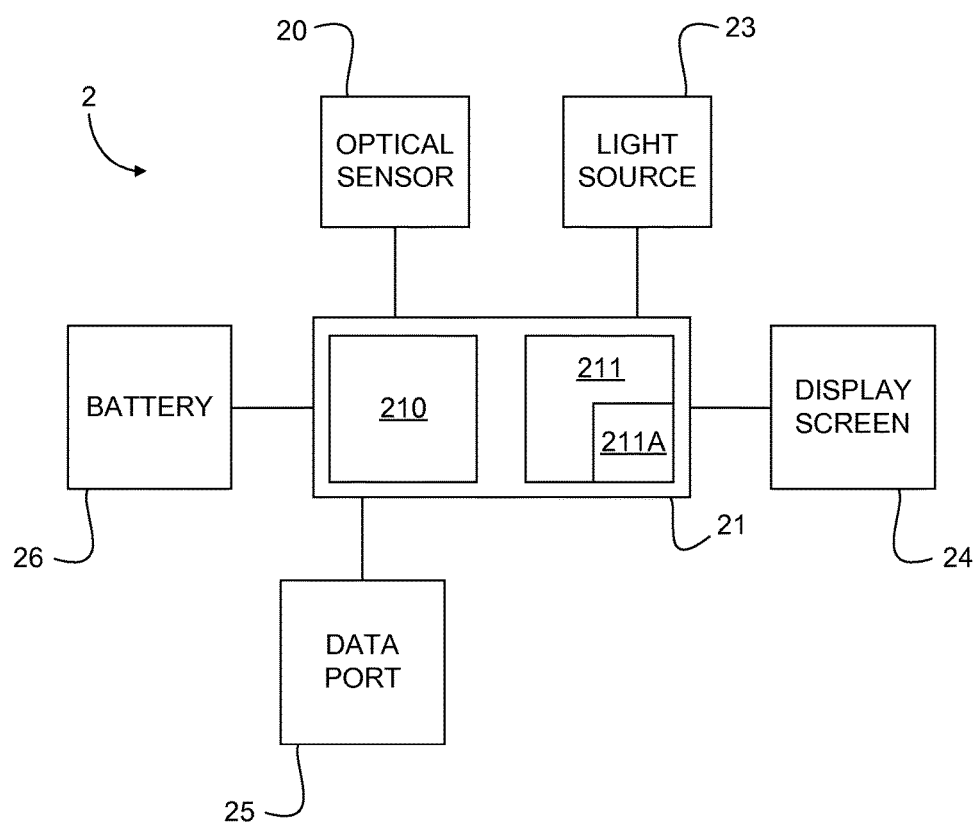 20
23
2
OPTICAL
SENSOR
LIGHT
SOURCE
BATTERY
210
211
211A
DISPLAY
SCREEN
26
21
24
DATA
PORT
25